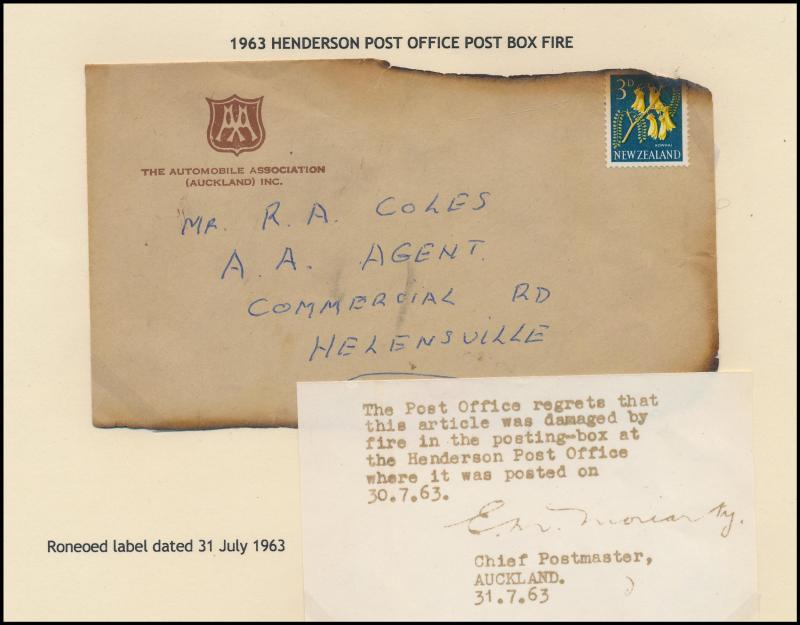 1963 HENDERSON POST OFFICE POST BOX FIRE
THE AUTOMOBILE ASSOCIATION
(AUCKLAND) INC.
3D
KOWHAI
NEW ZEALAND
MR. R. A. COLES
A. A. AGENT.
COMMERCIAL RD
HELENSVILLE
The Post Office regrets that
this article was damaged by
fire in the posting-box at
the Henderson Post Office
where it was posted on
30.7.63.
Moriarty.
Chief Postmaster,
AUCKLAND.
31.7.63
Roneoed label dated 31 July 1963